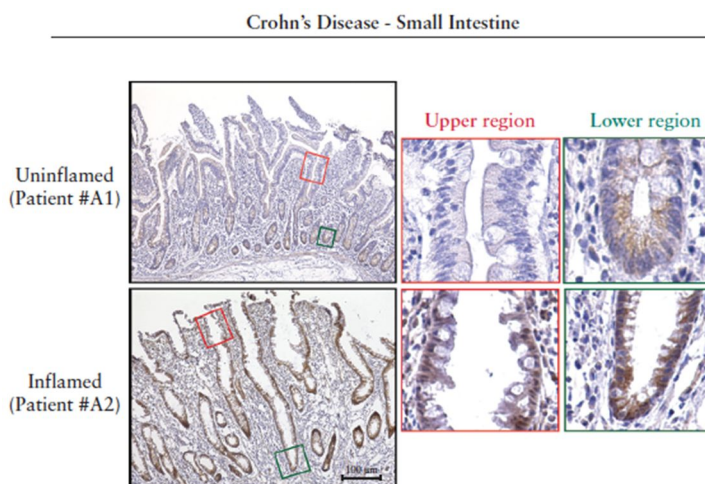 Crohn's Disease - Small Intestine
Upper region
Lower region
Uninflamed
(Patient #A1)
Inflamed
(Patient #A2)
100 µm